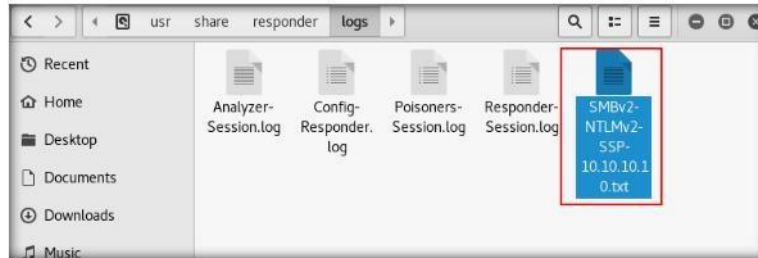 usr share responder logs
Recent
Home
Desktop
Documents
Downloads
Music
Analyzer-
Session.log
Config-
Responder.
log
Poisoners-
Session.log
Responder-
Session.log
SMBv2-
NTLMv2-
SSP-
10.10.10.1
0.txt